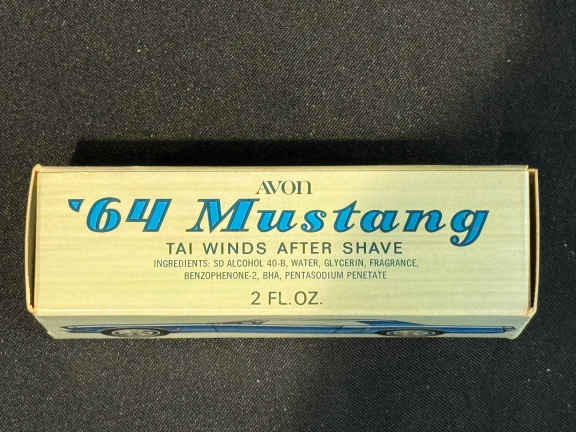 AVON
'64 Mustang
TAI WINDS AFTER SHAVE
INGREDIENTS: SD ALCOHOL 40-B, WATER, GLYCERIN, FRAGRANCE,
BENZOPHENONE-2, BHA, PENTASODIUM PENETATE
2 FL.OZ.